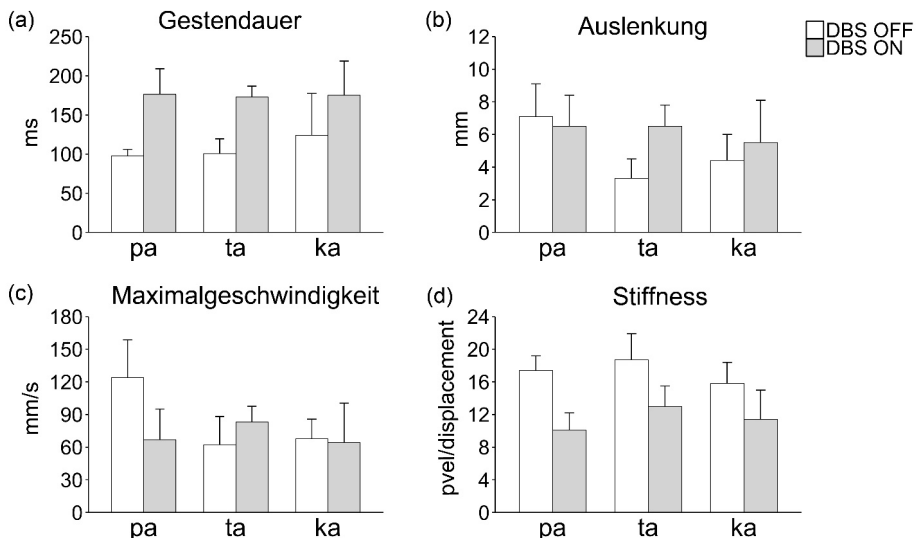 (a) Gestendauer
250
200
150
100
50
0
ms
pa ta ka
(b) Auslenkung
12
10
8
6
4
2
0
mm
pa ta ka
DBS OFF
DBS ON
(c) Maximalgeschwindigkeit
180
150
120
90
60
30
0
mm/s
pa ta ka
(d) Stiffness
24
20
16
12
8
4
0
pvel/displacement
pa ta ka